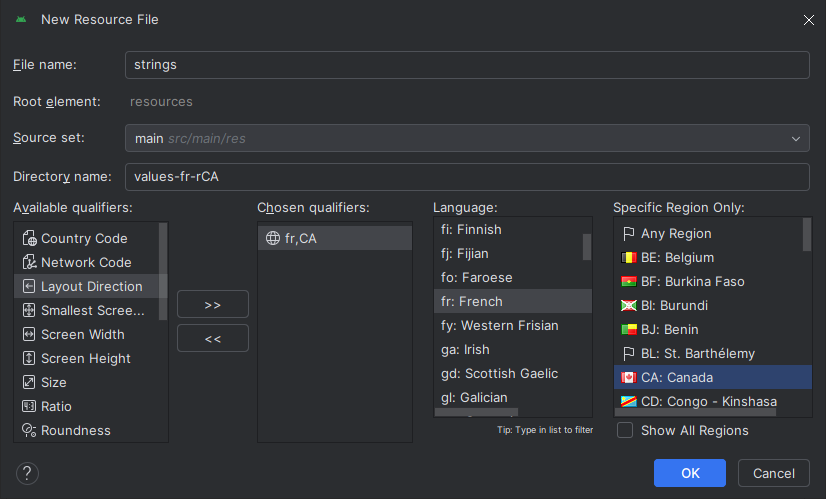 New Resource File
File name: strings
Root element: resources
Source set: main src/main/res
Directory name: values-fr-rCA
Available qualifiers:
Country Code
Network Code
Layout Direction
Smallest Scree...
Screen Width
Screen Height
Size
Ratio
Roundness
>>
<<
Chosen qualifiers:
fr,CA
Language:
fi: Finnish
fj: Fijian
fo: Faroese
fr: French
fy: Western Frisian
ga: Irish
gd: Scottish Gaelic
gl: Galician
Tip: Type in list to filter
Specific Region Only:
Any Region
BE: Belgium
BF: Burkina Faso
BI: Burundi
BJ: Benin
BL: St. Barthélemy
CA: Canada
CD: Congo - Kinshasa
Show All Regions
?
OK
Cancel